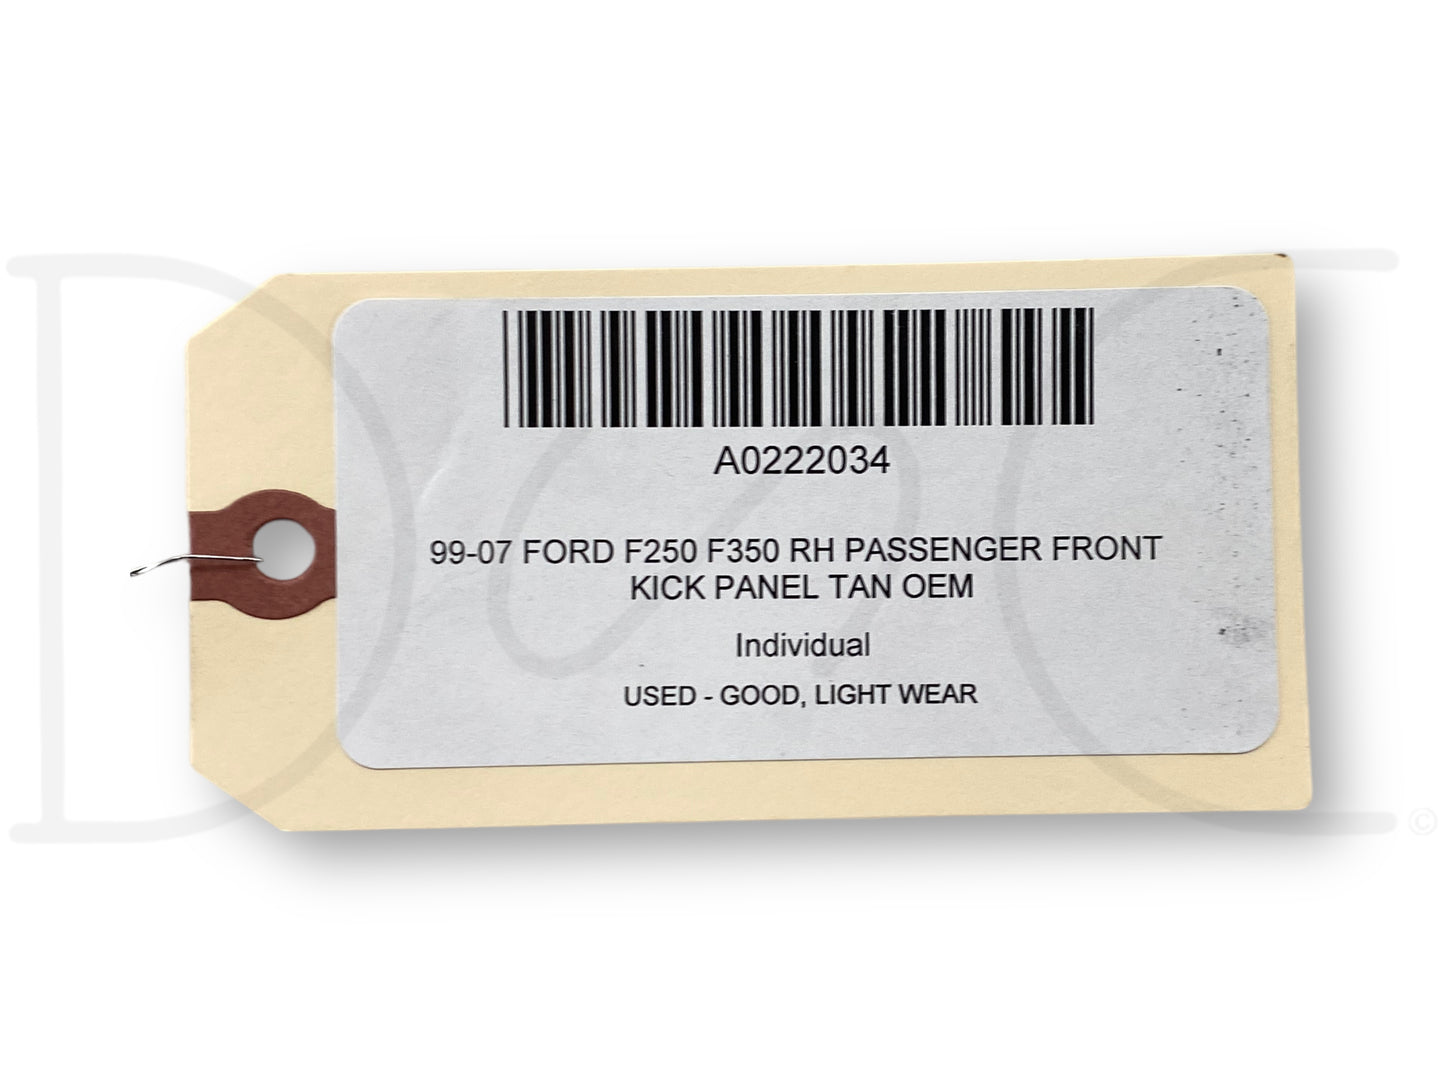 A0222034
99-07 FORD F250 F350 RH PASSENGER FRONT
KICK PANEL TAN OEM
Individual
USED - GOOD, LIGHT WEAR
©